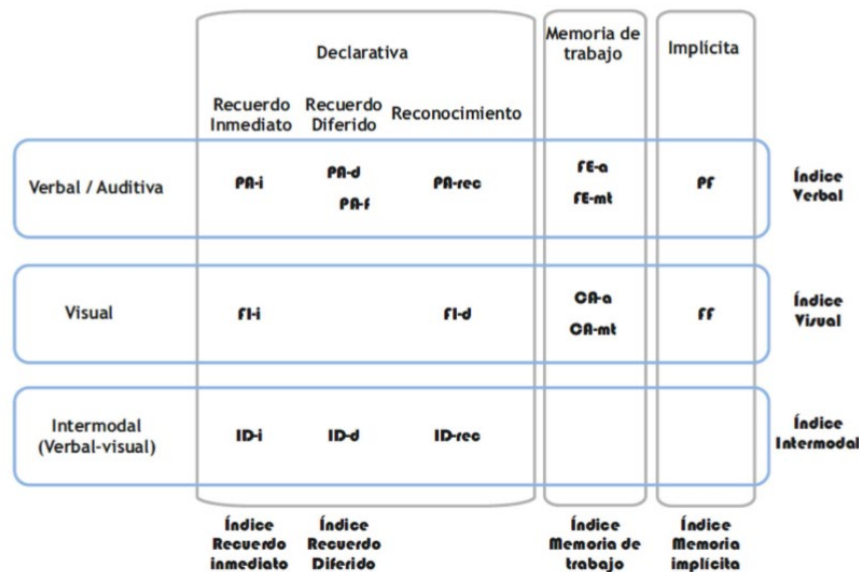 Declarativa
Memoria de
trabajo
Implícita
Recuerdo
Inmediato
Recuerdo
Diferido
Reconocimiento
Verbal / Auditiva
PA-i
PA-d
PA-f
PA-rec
FE-a
FE-mt
PF
Índice
Verbal
Visual
FI-i
FI-d
CA-a
CA-mt
FF
Índice
Visual
Intermodal
(Verbal-visual)
ID-i
ID-d
ID-rec
Índice
Intermodal
Índice
Recuerdo
inmediato
Índice
Recuerdo
Diferido
Índice
Memoria de
trabajo
Índice
Memoria
implícita